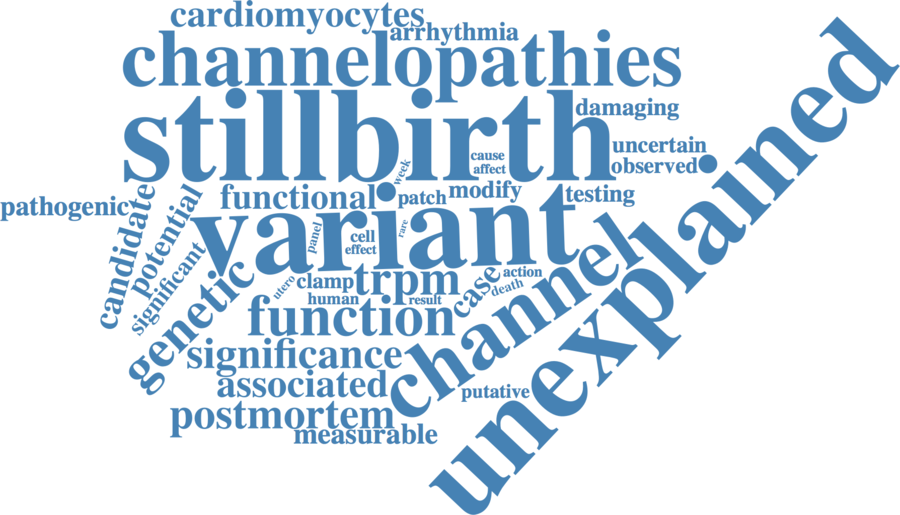 cardiomyocytes
arrhythmia
channelopathies
stillbirth
damaging
uncertain
observed
cause
affect
week
unexplained
pathogenic
candidate
potential
significant
functional
patch
modify
testing
variant
panel
cell
effect
rare
genetic
utero
clamp
trpm
case
action
death
human
result
function
channel
significance
associated
putative
postmortem
measurable